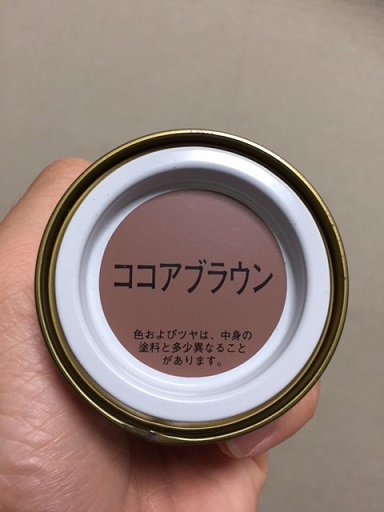 ココアブラウン
色およびツヤは、中身の
塗料と多少異なること
があります。